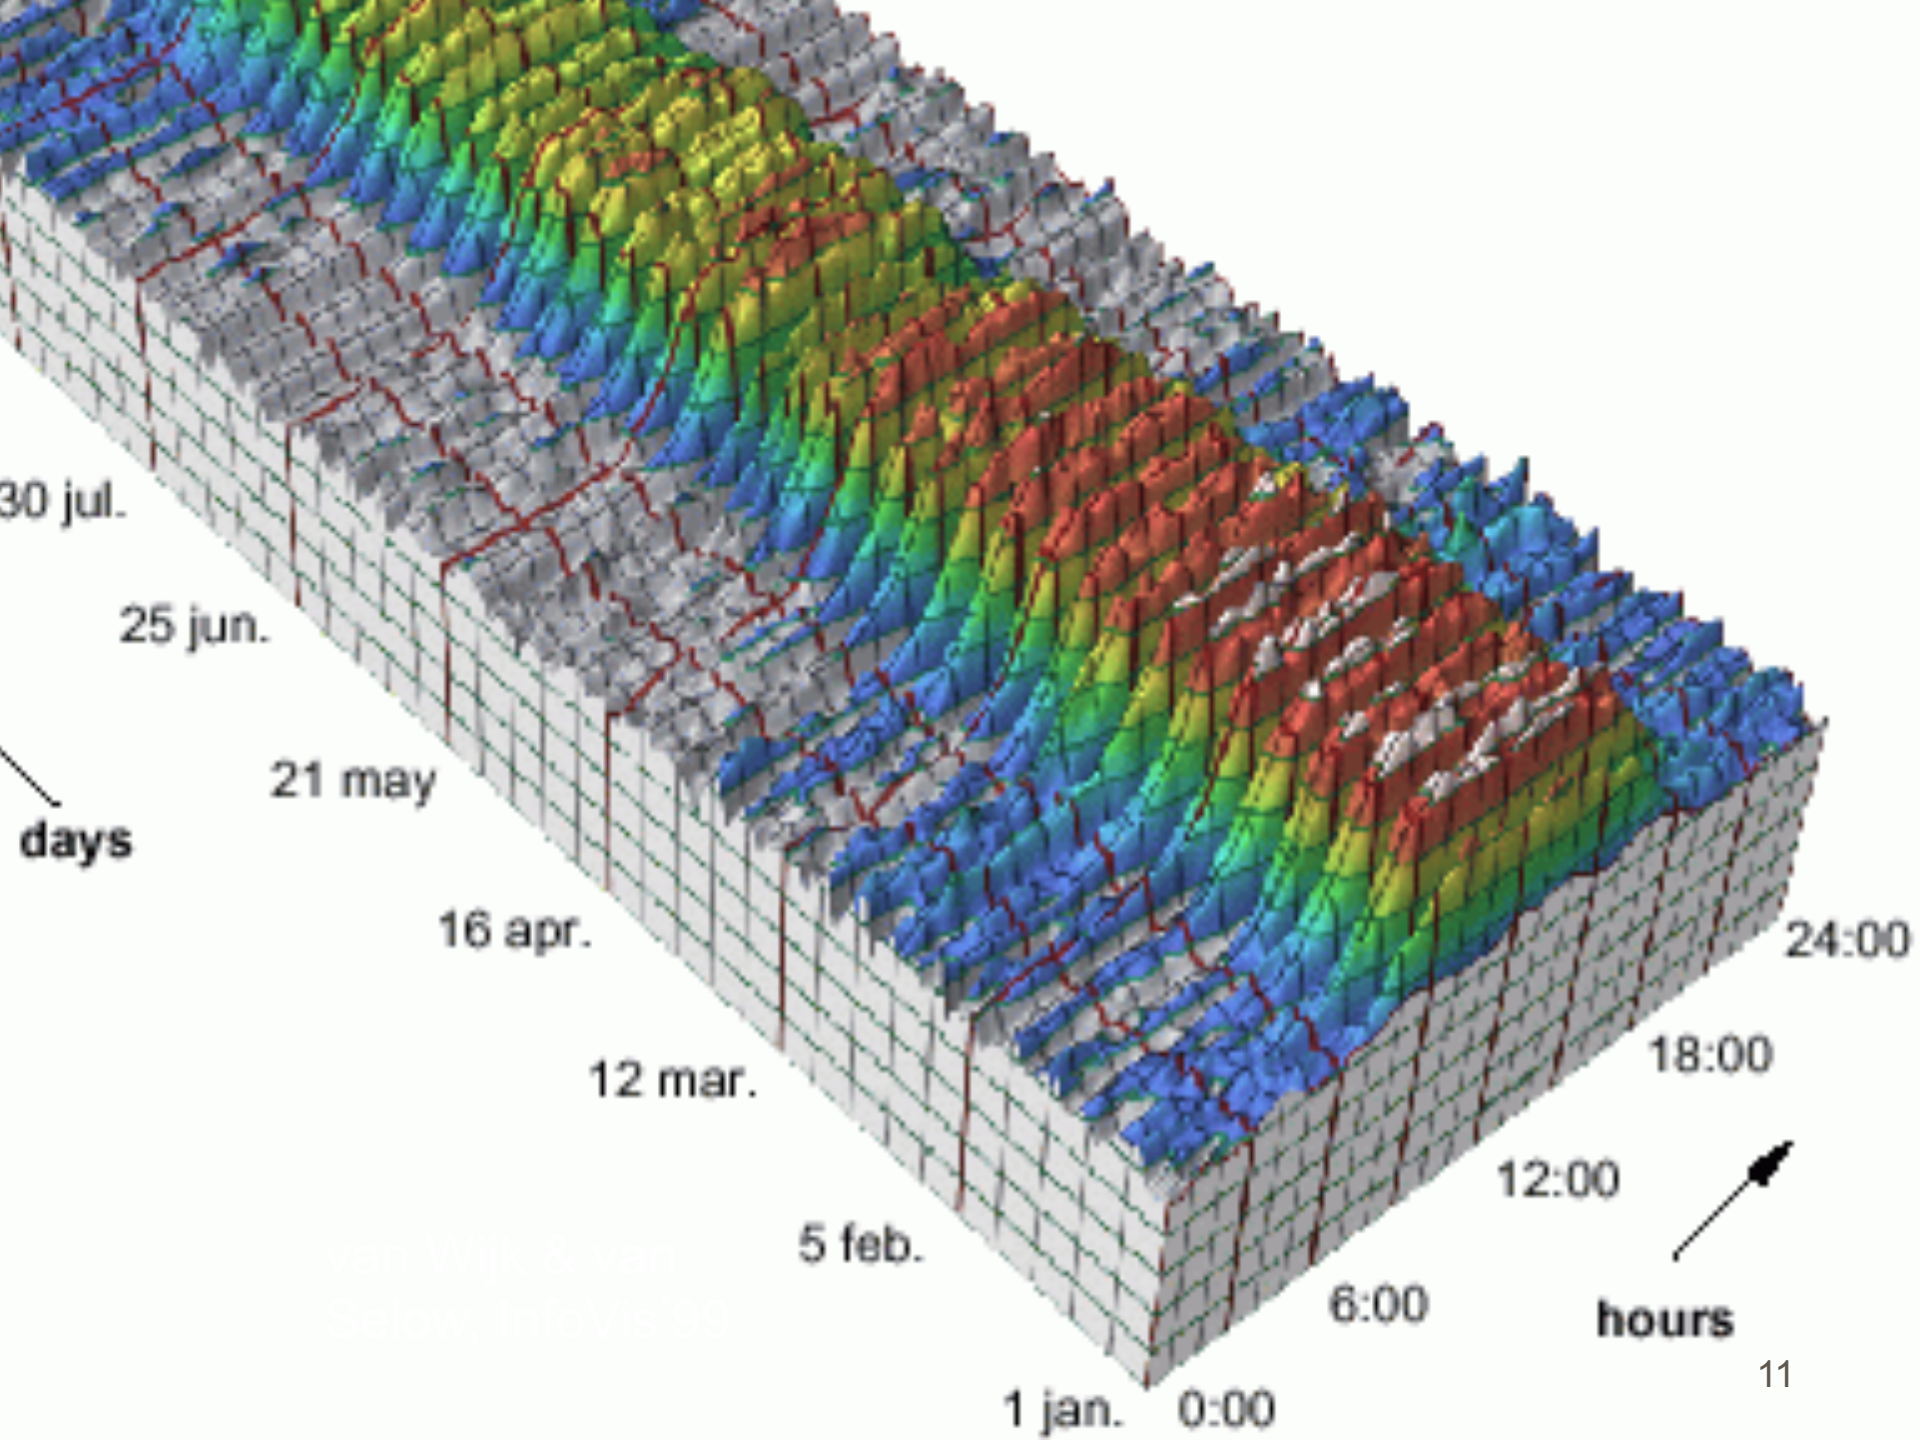 30 jul.
25 jun.
21 may
days
16 apr.
12 mar.
5 feb.
1 jan.
0:00
6:00
12:00
18:00
24:00
hours
van Wijk & van
Selow, InfoVis'99
11